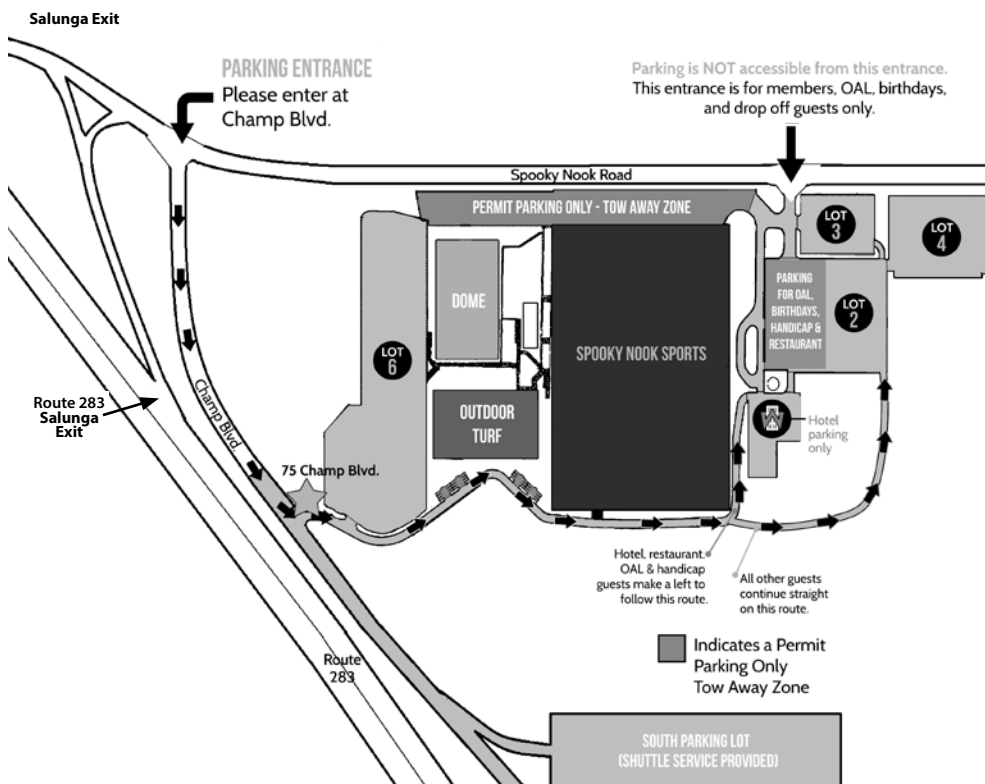 Salunga Exit
PARKING ENTRANCE
Please enter at
Champ Blvd.
Parking is NOT accessible from this entrance.
This entrance is for members, OAL, birthdays,
and drop off guests only.
Spooky Nook Road
PERMIT PARKING ONLY - TOW AWAY ZONE
LOT
3
LOT
4
DOME
PARKING
FOR OAL,
BIRTHDAYS,
HANDICAP &
RESTAURANT
LOT
2
LOT
6
SPOOKY NOOK SPORTS
Route 283
Salunga
Exit
Champ Blvd.
OUTDOOR
TURF
Hotel
parking
only
75 Champ Blvd.
Hotel, restaurant.
OAL & handicap
guests make a left to
follow this route.
All other guests
continue straight
on this route.
Indicates a Permit
Parking Only
Tow Away Zone
Route
283
SOUTH PARKING LOT
(SHUTTLE SERVICE PROVIDED)